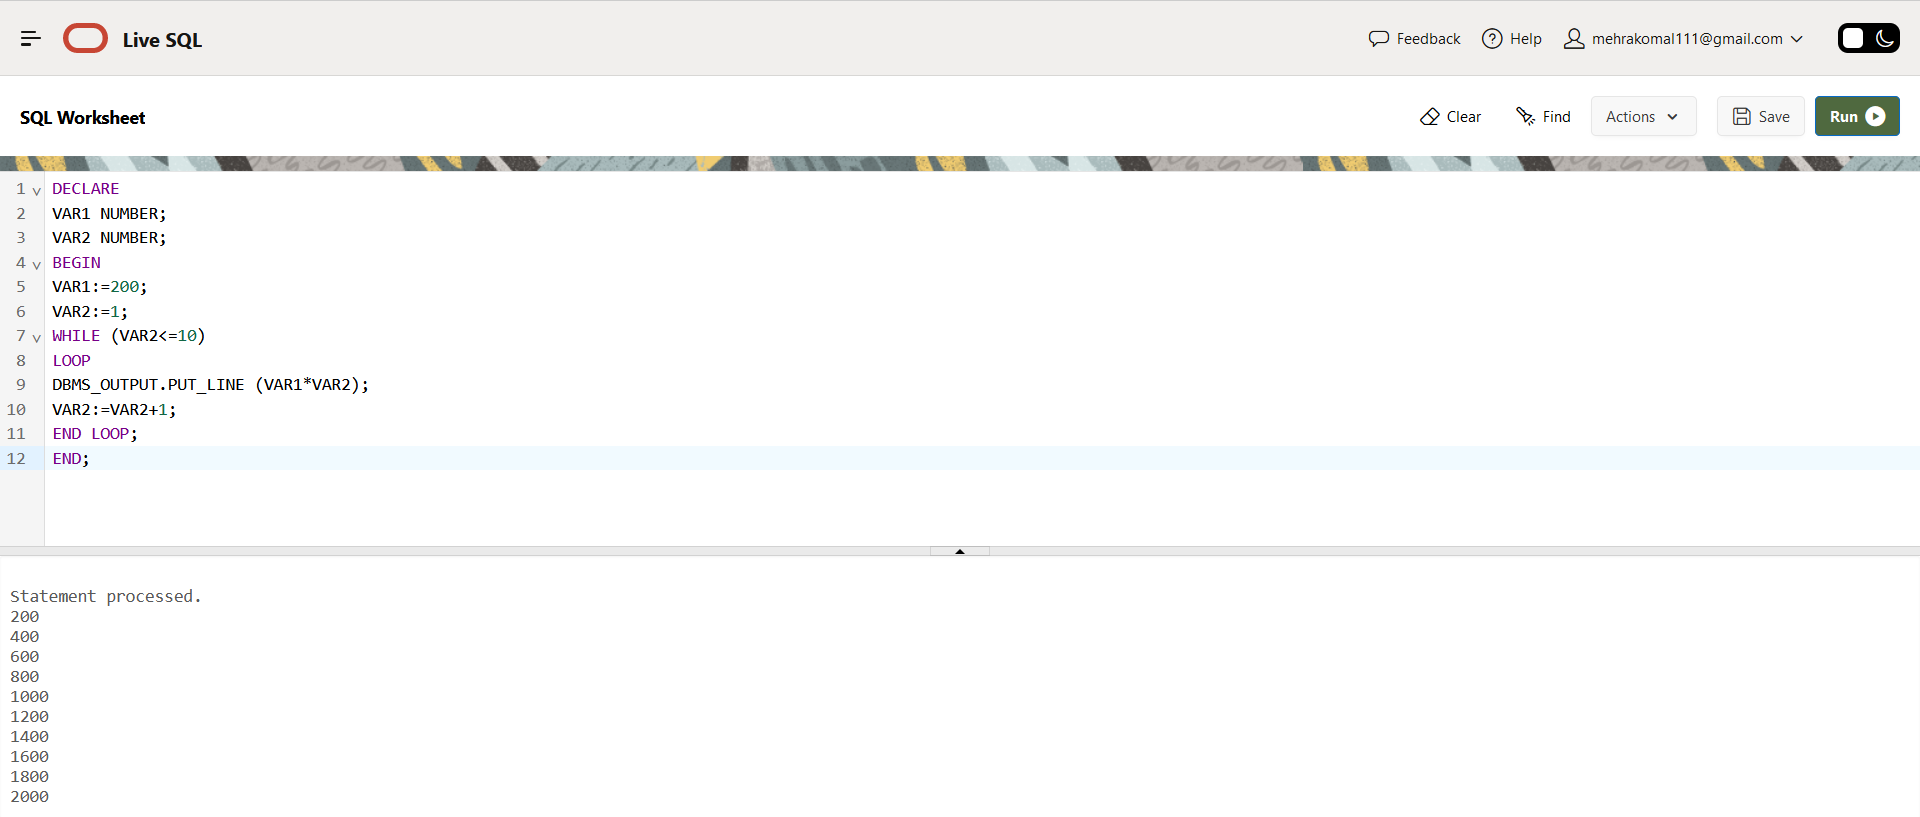 Live SQL
Feedback
Help
mehrakomal111@gmail.com
SQL Worksheet
Clear
Find
Actions
Save
Run
1 DECLARE
2 VAR1 NUMBER;
3 VAR2 NUMBER;
4 BEGIN
5 VAR1:=200;
6 VAR2:=1;
7 WHILE (VAR2<=10)
8 LOOP
9 DBMS_OUTPUT.PUT_LINE (VAR1*VAR2);
10 VAR2:=VAR2+1;
11 END LOOP;
12 END;
Statement processed.
200
400
600
800
1000
1200
1400
1600
1800
2000